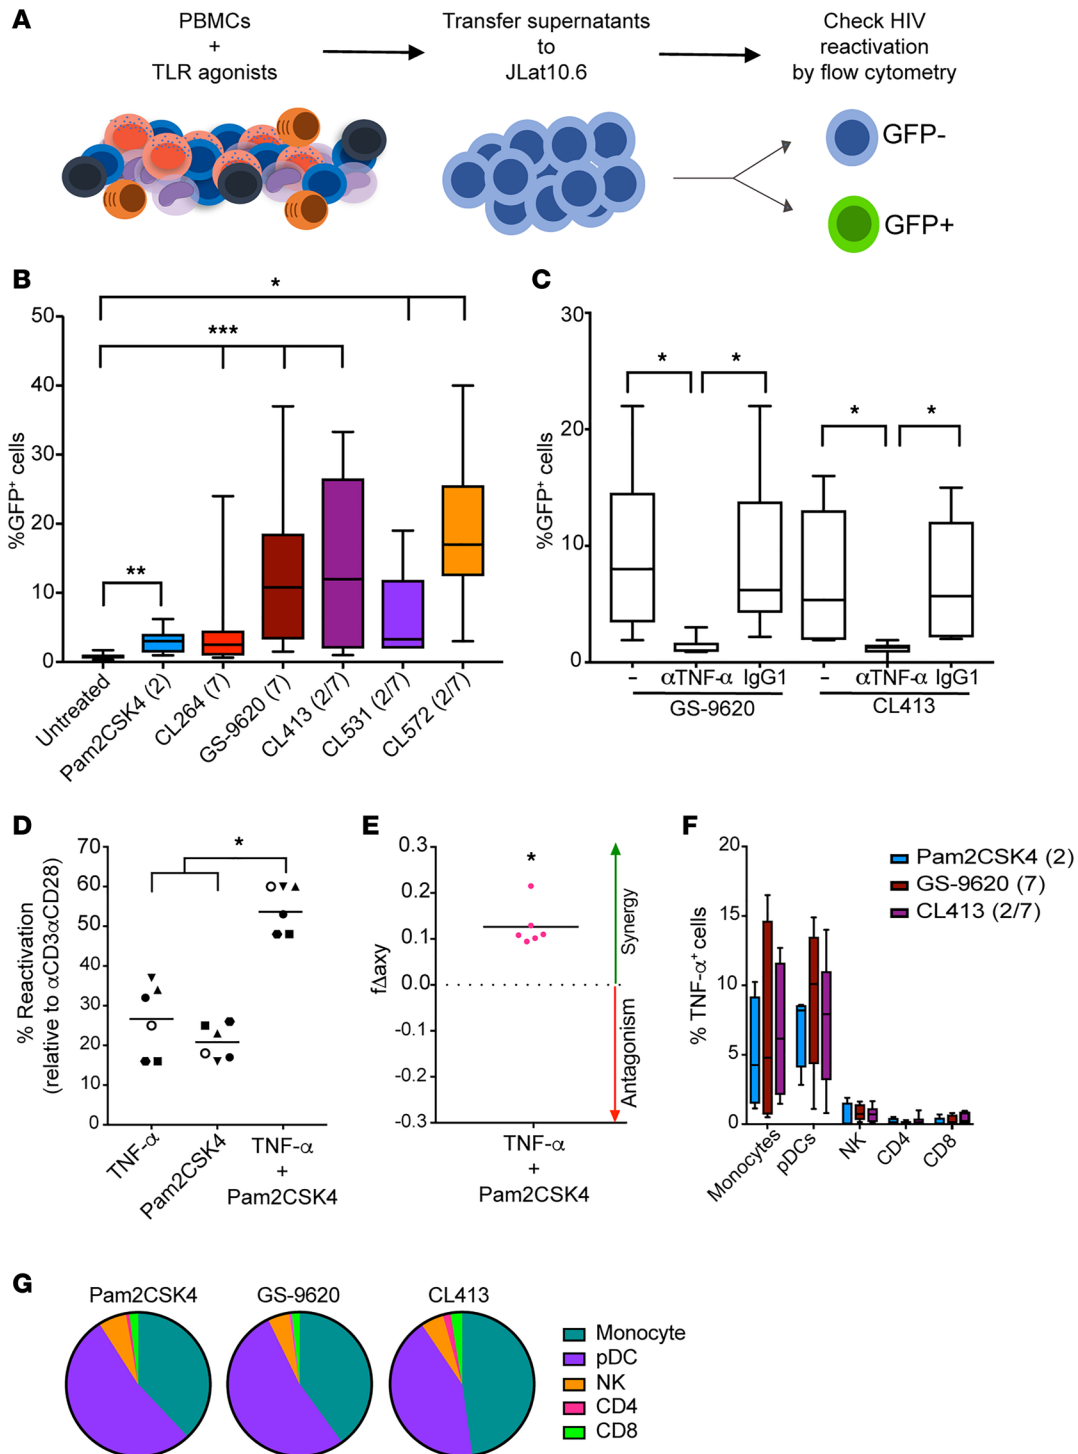 A
PBMCs
+
TLR agonists
Transfer supernatants
to
JLat10.6
Check HIV
reactivation
by flow cytometry
GFP-
GFP+
B
%GFP+ cells
50
40
30
20
10
0
*
***
**
Untreated
Pam2CSK4 (2)
CL264 (7)
GS-9620 (7)
CL413 (2/7)
CL531 (2/7)
CL572 (2/7)
C
%GFP+ cells
30
20
10
0
* * * *
- αTNF-α IgG1 - αTNF-α IgG1
GS-9620 CL413
D
% Reactivation
(relative to αCD3αCD28)
70
60
50
40
30
20
10
0
*
TNF-α
Pam2CSK4
TNF-α
+
Pam2CSK4
E
f∆axy
0.3
0.2
0.1
0.0
-0.1
-0.2
-0.3
*
Synergy
Antagonism
TNF-α
+
Pam2CSK4
F
% TNF-α+ cells
20
15
10
5
0
Pam2CSK4 (2)
GS-9620 (7)
CL413 (2/7)
Monocytes
pDCs
NK
CD4
CD8
G
Pam2CSK4
GS-9620
CL413
Monocyte
pDC
NK
CD4
CD8